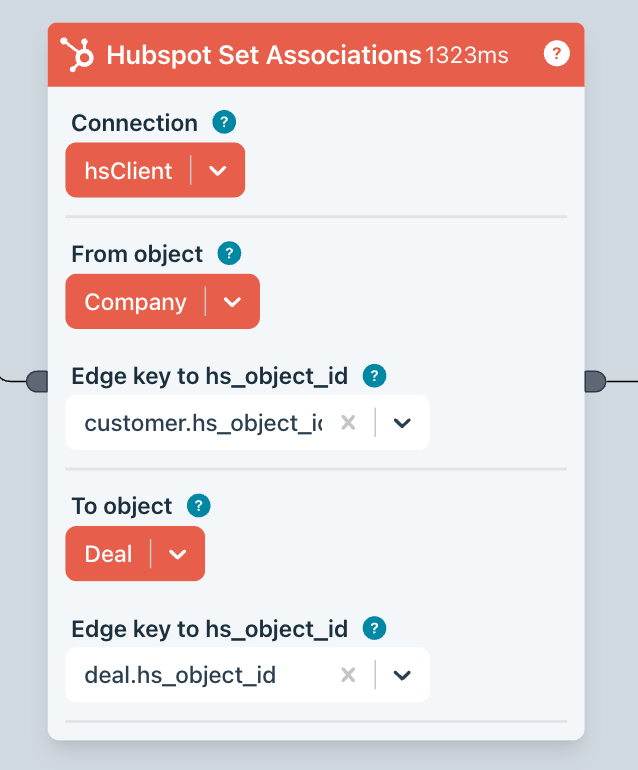 Hubspot Set Associations 1323ms ?
Connection ?
hsClient
From object ?
Company
Edge key to hs_object_id ?
customer.hs_object_i
To object ?
Deal
Edge key to hs_object_id ?
deal.hs_object_id